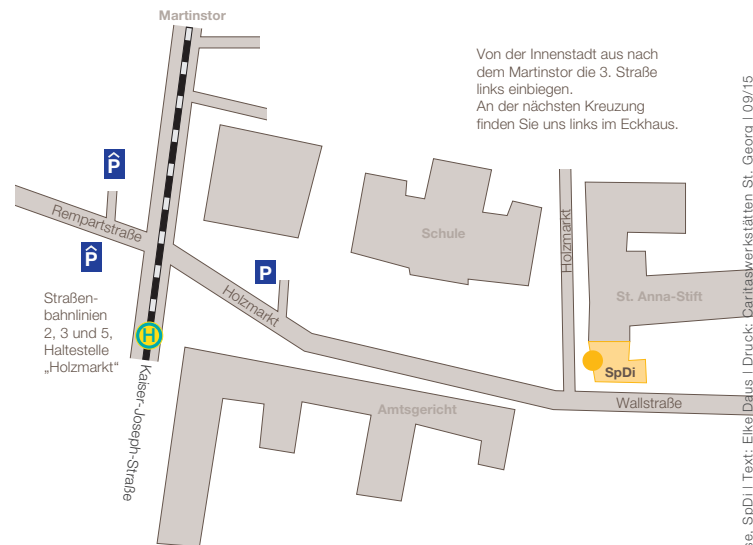 Martinstor
Von der Innenstadt aus nach
dem Martinstor die 3. Straße
links einbiegen.
An der nächsten Kreuzung
finden Sie uns links im Eckhaus.
P
Rempartstraße
P
Schule
Holzmarkt
P
Holzmarkt
St. Anna-Stift
Straßen-
bahnlinien
2, 3 und 5,
Haltestelle
„Holzmarkt“
H
SpDi
Kaiser-Joseph-Straße
Amtsgericht
Wallstraße
se, SpDi | Text: Elke Daus | Druck: Caritaswerkstätten St. Georg | 09/15